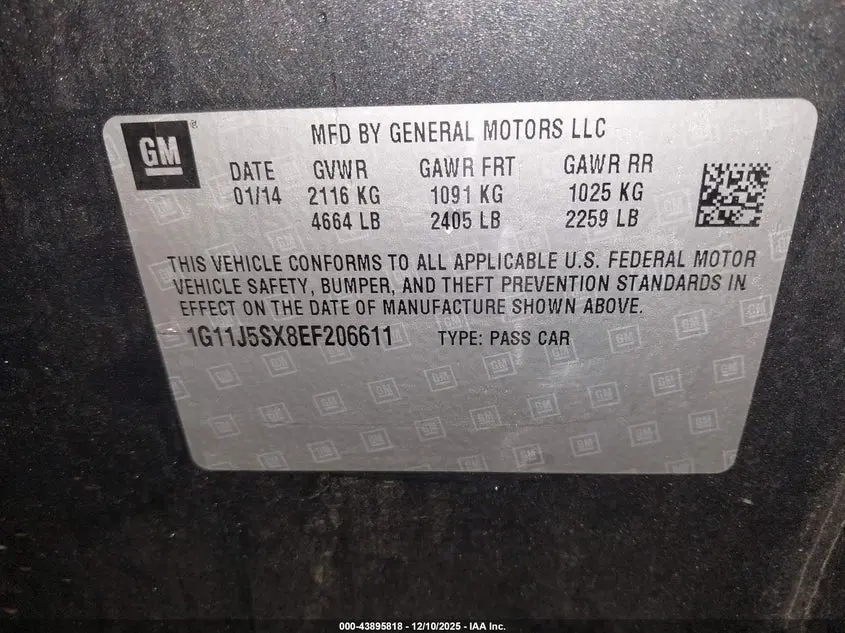 GM
MFD BY GENERAL MOTORS LLC
DATE GVWR GAWR FRT GAWR RR
01/14 2116 KG 1091 KG 1025 KG
4664 LB 2405 LB 2259 LB
THIS VEHICLE CONFORMS TO ALL APPLICABLE U.S. FEDERAL MOTOR
VEHICLE SAFETY, BUMPER, AND THEFT PREVENTION STANDARDS IN
EFFECT ON THE DATE OF MANUFACTURE SHOWN ABOVE.
1G11J5SX8EF206611 TYPE: PASS CAR
000-43895818 - 12/10/2025 - IAA Inc.